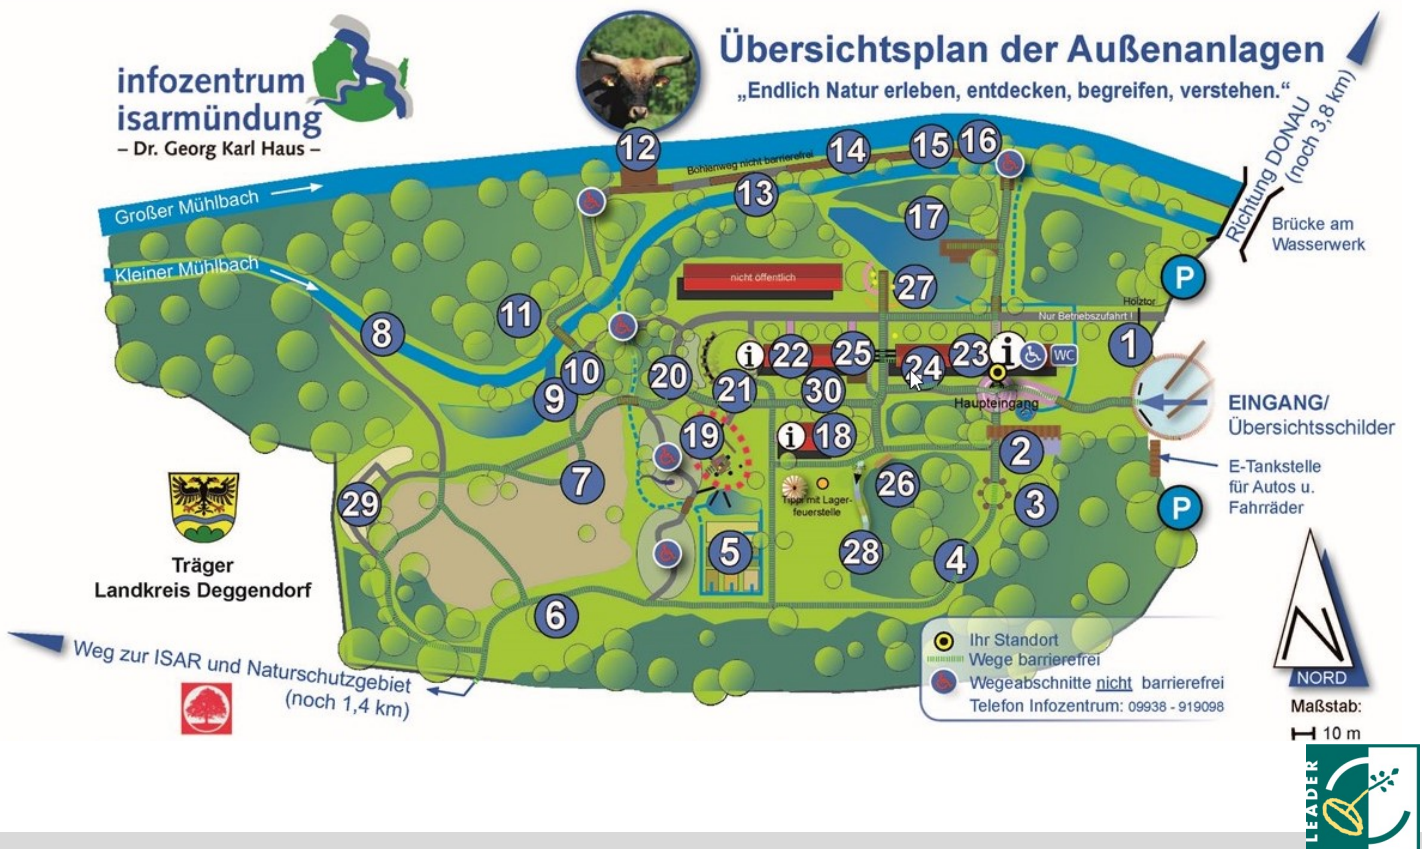 infozentrum
isarmündung
– Dr. Georg Karl Haus –
Übersichtsplan der Außenanlagen
„Endlich Natur erleben, entdecken, begreifen, verstehen.“
Richtung DONAU
(noch 3,8 km)
Brücke am
Wasserwerk
Großer Mühlbach
Kleiner Mühlbach
Bohlenweg nicht barrierefrei
12
14
15
16
13
17
11
8
nicht öffentlich
27
P
Holztor
Nur Betriebszufahrt !
1
10
9
20
21
i
22
25
24
23
i
WC
30
Haupteingang
EINGANG/
Übersichtsschilder
19
i
18
2
E-Tankstelle
für Autos u.
Fahrräder
7
29
26
3
P
Tippi mit Lager-
feuerstelle
5
28
4
6
Träger
Landkreis Deggendorf
Weg zur ISAR und Naturschutzgebiet
(noch 1,4 km)
Ihr Standort
Wege barrierefrei
Wegeabschnitte nicht barrierefrei
Telefon Infozentrum: 09938 - 919098
N
NORD
Maßstab:
10 m
LEADER